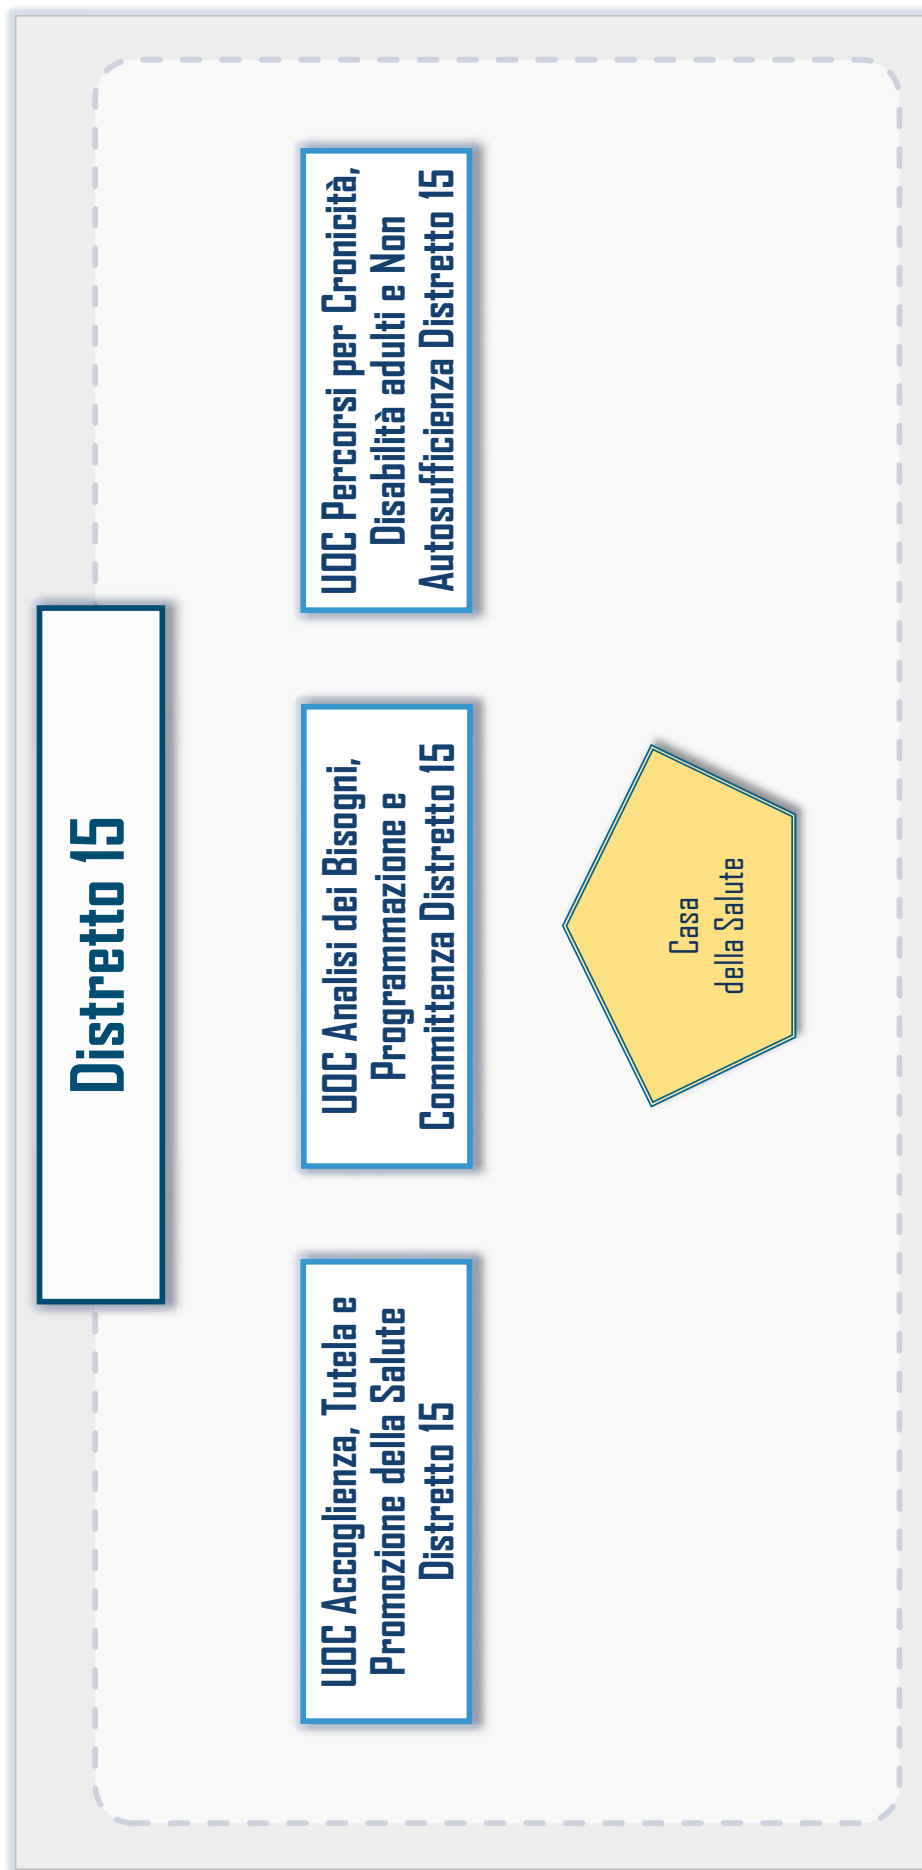 Distretto 15
UOC Accoglienza, Tutela e
Promozione della Salute
Distretto 15
UOC Analisi dei Bisogni,
Programmazione e
Committenza Distretto 15
UOC Percorsi per Cronicità,
Disabilità adulti e Non
Autosufficienza Distretto 15
Casa
della Salute